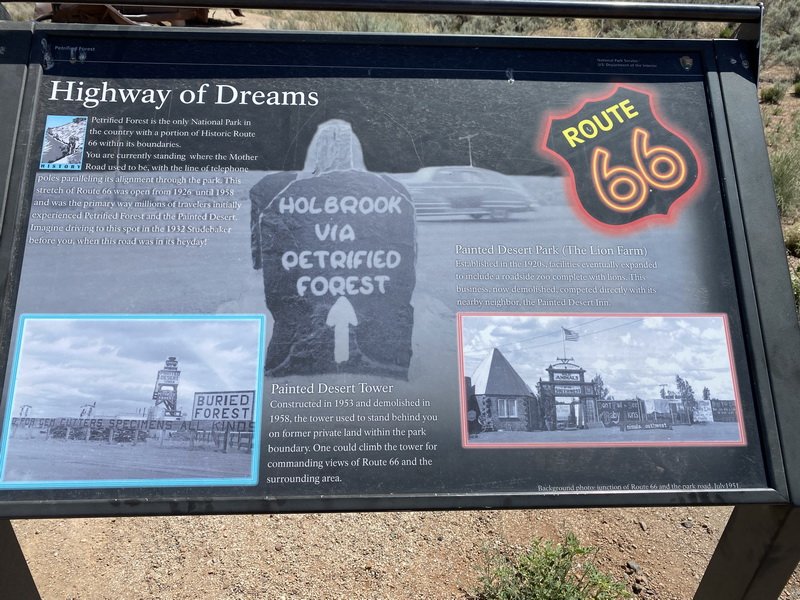 Petrified Forest
National Park Service
U.S. Department of the Interior
Highway of Dreams
HISTORY
Petrified Forest is the only National Park in
the country with a portion of Historic Route
66 within its boundaries.
You are currently standing where the Mother
Road used to be, with the line of telephone
poles paralleling its alignment through the park. This
stretch of Route 66 was open from 1926 until 1958
and was the primary way millions of travelers initially
experienced Petrified Forest and the Painted Desert.
Imagine driving to this spot in the 1932 Studebaker
before you, when this road was in its heyday!
HOLBROOK
VIA
PETRIFIED
FOREST
ROUTE
66
Painted Desert Park (The Lion Farm)
Established in the 1920s, facilities eventually expanded
to include a roadside zoo complete with lions. This
business, now demolished, competed directly with its
nearby neighbor, the Painted Desert Inn.
BURIED
FOREST
FOR GEM CUTTERS SPECIMENS ALL KINDS
Painted Desert Tower
Constructed in 1953 and demolished in
1958, the tower used to stand behind you
on former private land within the park
boundary. One could climb the tower for
commanding views of Route 66 and the
surrounding area.
Background photo: junction of Route 66 and the park road, July 1951.